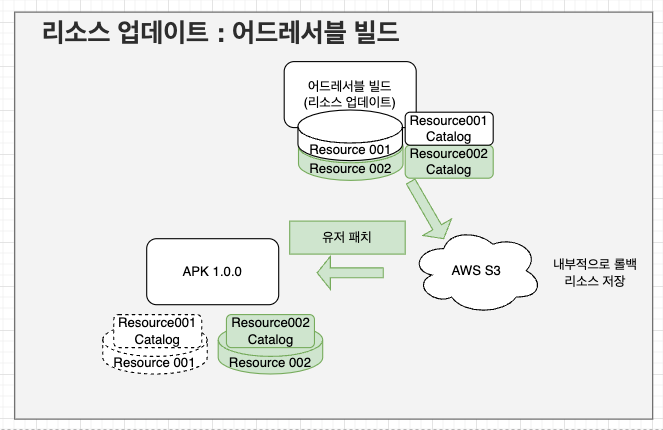 리소스 업데이트 : 어드레서블 빌드
어드레서블 빌드
(리소스 업데이트)
Resource 001
Resource 002
Resource001
Catalog
Resource002
Catalog
유저 패치
APK 1.0.0
AWS S3
내부적으로 롤백
리소스 저장
Resource001
Catalog
Resource 001
Resource002
Catalog
Resource 002